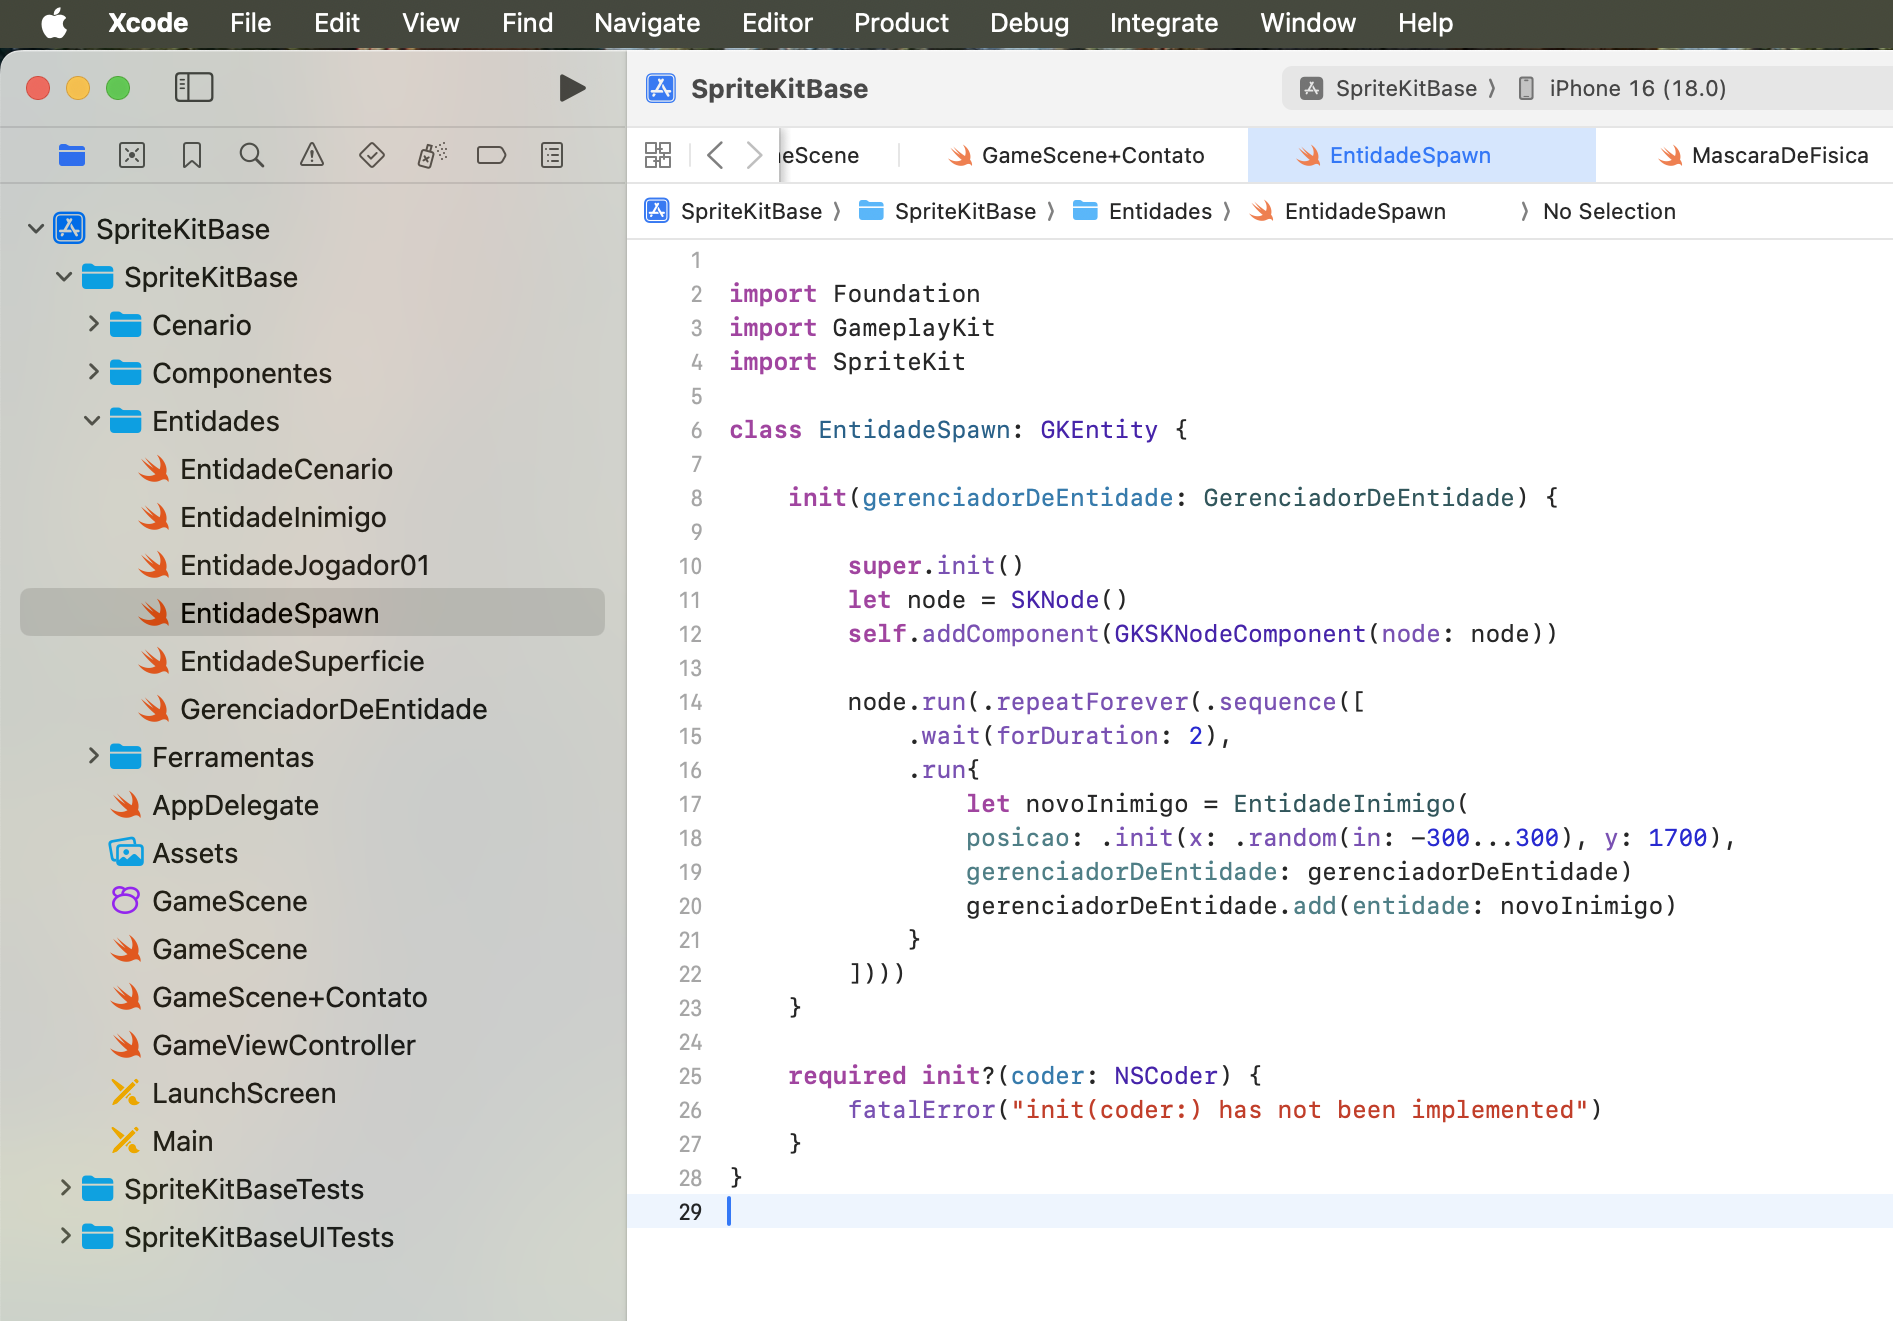 Xcode File Edit View Find Navigate Editor Product Debug Integrate Window Help
SpriteKitBase
SpriteKitBase 〉 iPhone 16 (18.0)
eScene
GameScene+Contato
EntidadeSpawn
MascaraDeFisica
SpriteKitBase 〉 SpriteKitBase 〉 Entidades 〉 EntidadeSpawn 〉 No Selection
SpriteKitBase
SpriteKitBase
Cenario
Componentes
Entidades
EntidadeCenario
EntidadeInimigo
EntidadeJogador01
EntidadeSpawn
EntidadeSuperficie
GerenciadorDeEntidade
Ferramentas
AppDelegate
Assets
GameScene
GameScene
GameScene+Contato
GameViewController
LaunchScreen
Main
SpriteKitBaseTests
SpriteKitBaseUITests
1
2 import Foundation
3 import GameplayKit
4 import SpriteKit
5
6 class EntidadeSpawn: GKEntity {
7
8     init(gerenciadorDeEntidade: GerenciadorDeEntidade) {
9
10         super.init()
11         let node = SKNode()
12         self.addComponent(GKSKNodeComponent(node: node))
13
14         node.run(.repeatForever(.sequence([
15             .wait(forDuration: 2),
16             .run{
17                 let novoInimigo = EntidadeInimigo(
18                 posicao: .init(x: .random(in: -300...300), y: 1700),
19                 gerenciadorDeEntidade: gerenciadorDeEntidade)
20                 gerenciadorDeEntidade.add(entidade: novoInimigo)
21             }
22         ])))
23     }
24
25     required init?(coder: NSCoder) {
26         fatalError("init(coder:) has not been implemented")
27     }
28 }
29